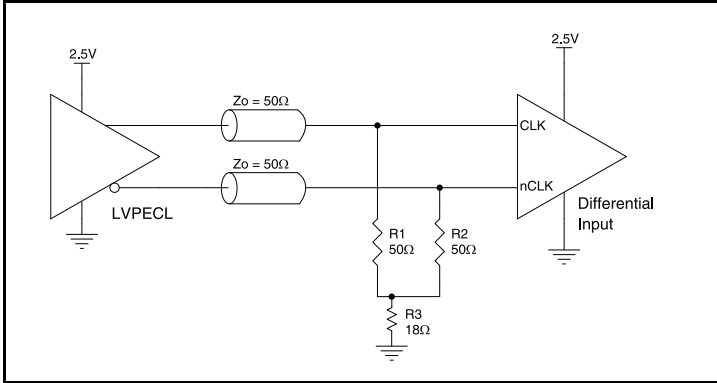 2.5V
2.5V
Zo = 50Ω
CLK
Zo = 50Ω
nCLK
LVPECL
Differential
Input
R1
50Ω
R2
50Ω
R3
18Ω